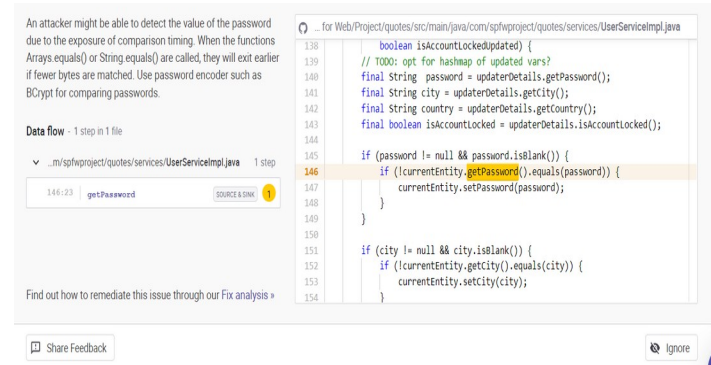 An attacker might be able to detect the value of the password
due to the exposure of comparison timing. When the functions
Arrays.equals() or String.equals() are called, they will exit earlier
if fewer bytes are matched. Use password encoder such as
BCrypt for comparing passwords.
Data flow - 1 step in 1 file
...m/spfwproject/quotes/services/UserServiceImpl.java 1 step
146:23 getPassword SOURCE & SINK 1
Find out how to remediate this issue through our Fix analysis »
... for Web/Project/quotes/src/main/java/com/spfwproject/quotes/services/UserServiceImpl.java
138 boolean isAccountLockedUpdated) {
139 // TODO: opt for hashmap of updated vars?
140 final String password = updaterDetails.getPassword();
141 final String city = updaterDetails.getCity();
142 final String country = updaterDetails.getCountry();
143 final boolean isAccountLocked = updaterDetails.isAccountLocked();
144
145 if (password != null && password.isBlank()) {
146 if (!currentEntity.getPassword().equals(password)) {
147 currentEntity.setPassword(password);
148 }
149 }
150
151 if (city != null && city.isBlank()) {
152 if (!currentEntity.getCity().equals(city)) {
153 currentEntity.setCity(city);
154 }
Share Feedback
Ignore